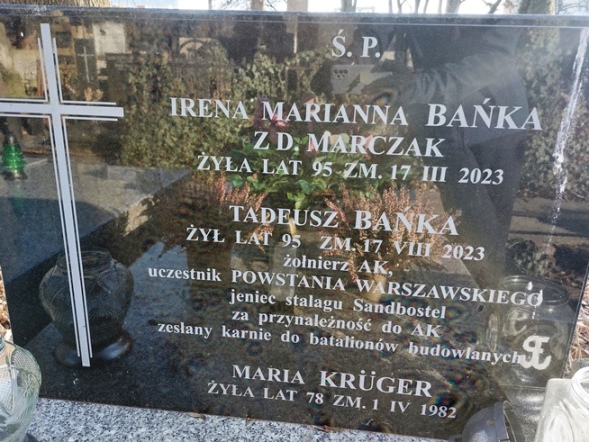 Ś. P.
IRENA MARIANNA BAŃKA
Z D. MARCZAK
ŻYŁA LAT 95 ZM. 17 III 2023
TADEUSZ BAŃKA
ŻYŁ LAT 95 ZM. 17 VIII 2023
żołnierz AK,
uczestnik POWSTANIA WARSZAWSKIEGO
jeniec stalagu Sandbostel
za przynależność do AK
zesłany karnie do batalionów budowlanych
MARIA KRÜGER
ŻYŁA LAT 78 ZM. 1 IV 1982